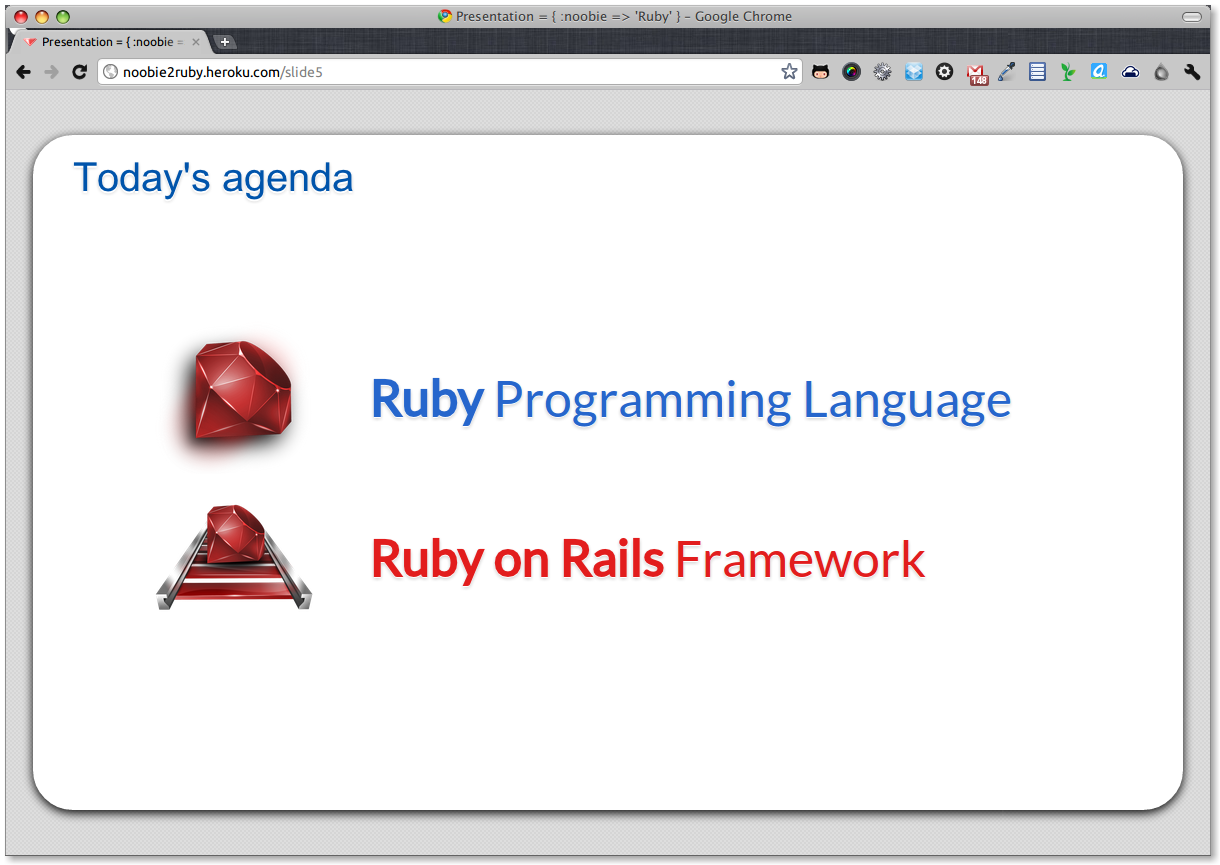 Presentation = { :noobie => 'Ruby' } - Google Chrome
Presentation = { :noobie =
noobie2ruby.heroku.com/slide5
148
Today's agenda
Ruby Programming Language
Ruby on Rails Framework